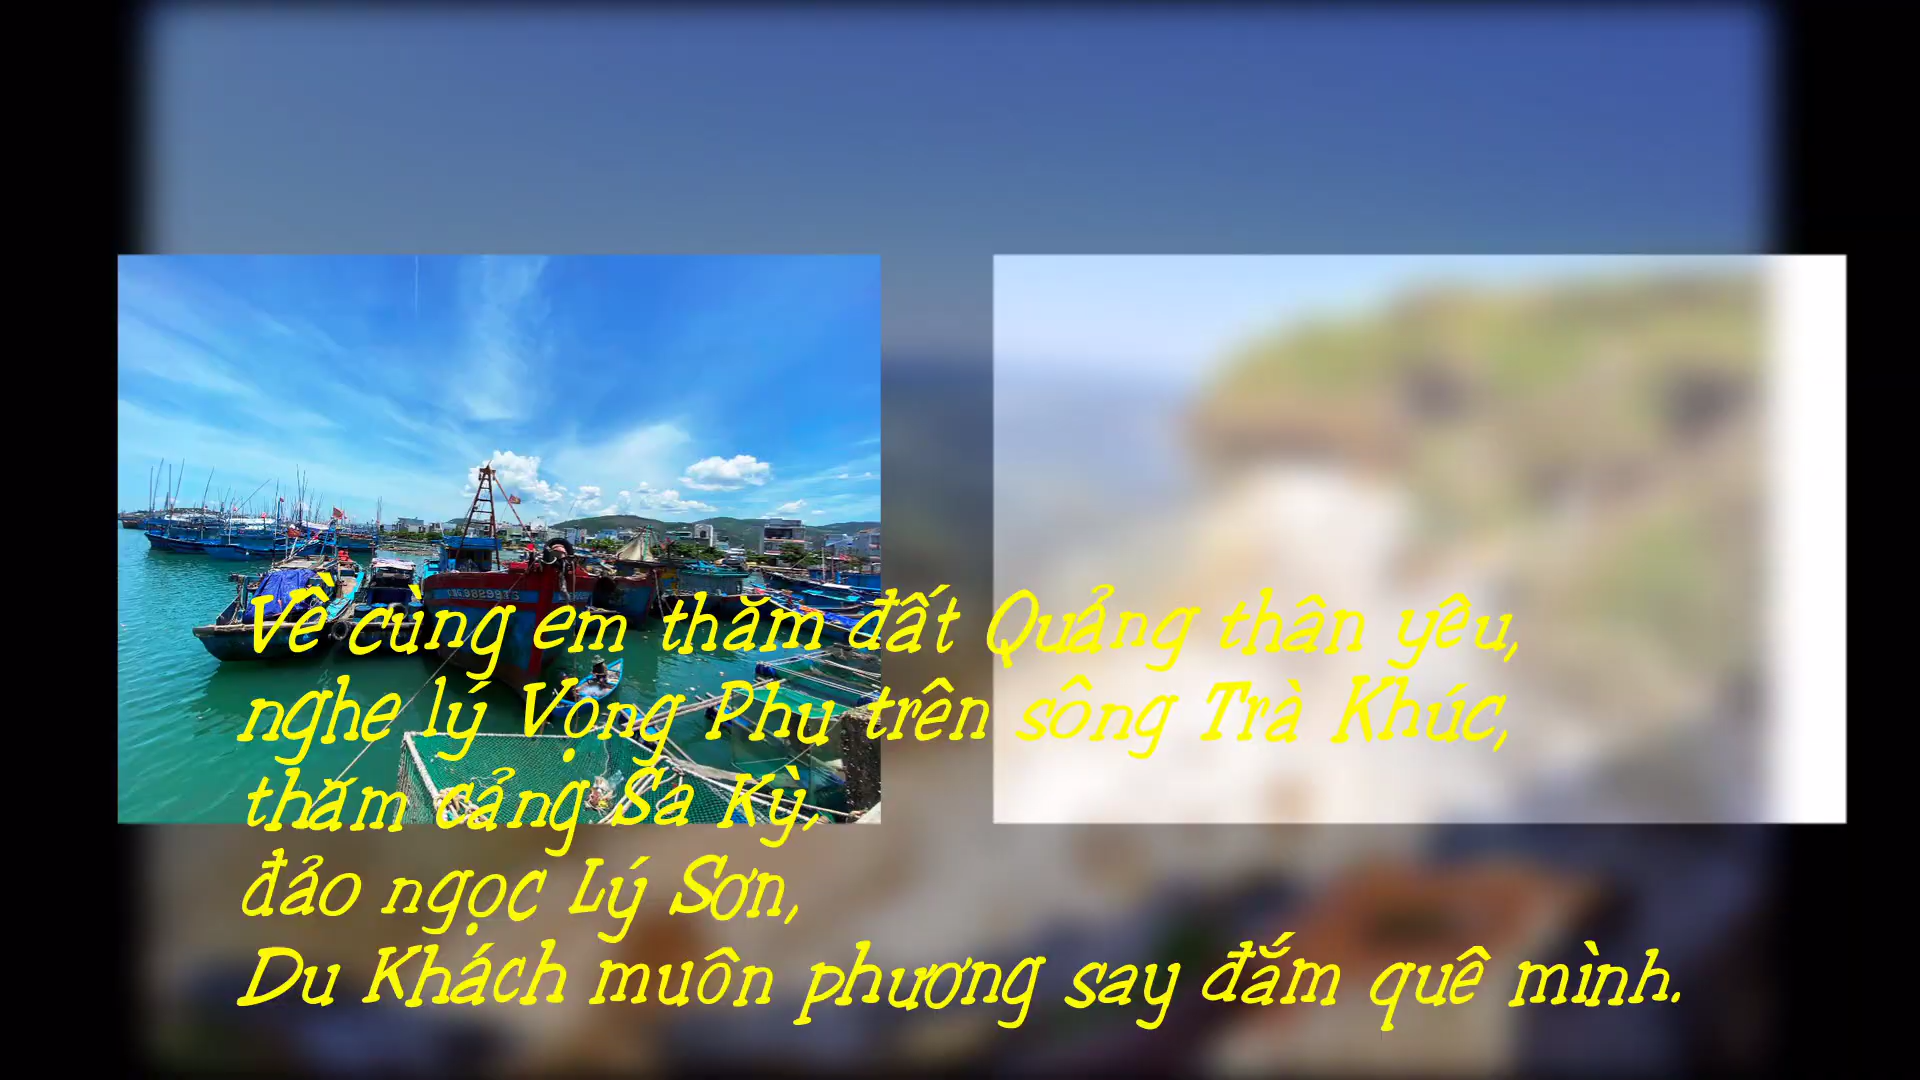 Về cùng em thăm đất Quảng thân yêu,
nghe lý Vọng Phu trên sông Trà Khúc,
thăm cảng Sa Kỳ,
đảo ngọc Lý Sơn,
Du Khách muôn phương say đắm quê mình.